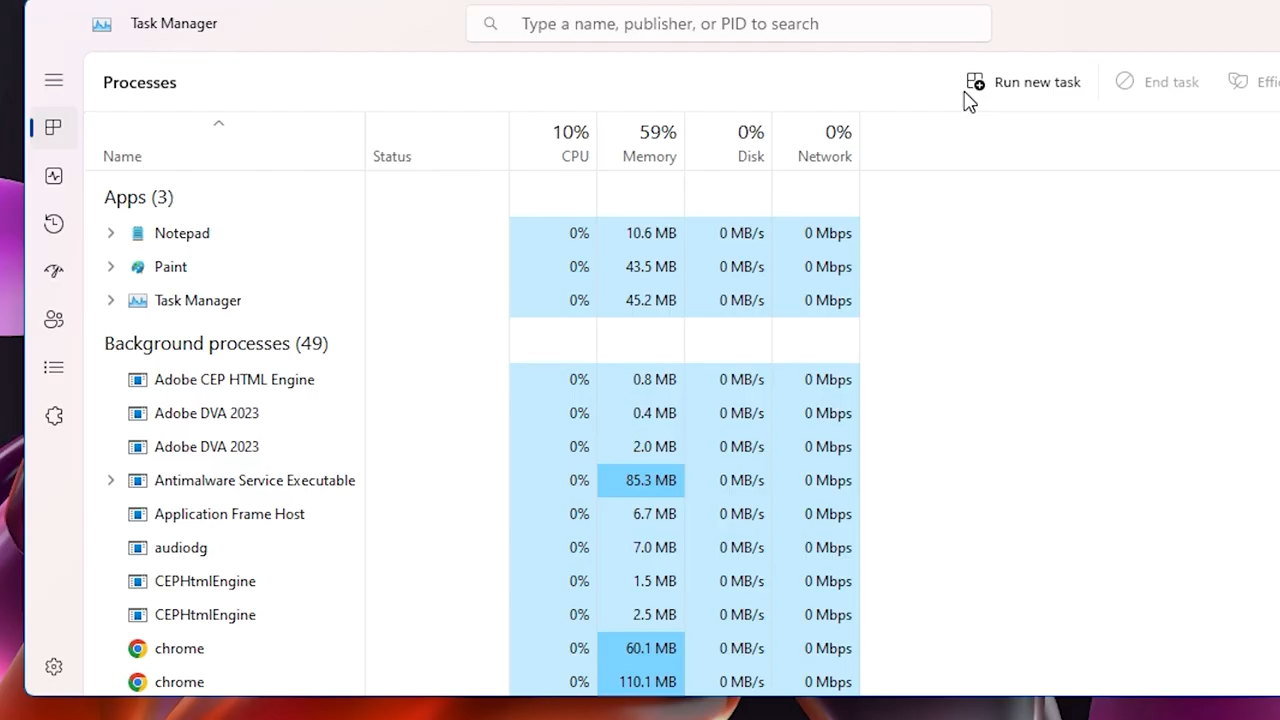 Task Manager
Type a name, publisher, or PID to search
Processes
Run new task
End task
Effi
10% 59% 0% 0%
Name Status CPU Memory Disk Network
Apps (3)
Notepad 0% 10.6 MB 0 MB/s 0 Mbps
Paint 0% 43.5 MB 0 MB/s 0 Mbps
Task Manager 0% 45.2 MB 0 MB/s 0 Mbps
Background processes (49)
Adobe CEP HTML Engine 0% 0.8 MB 0 MB/s 0 Mbps
Adobe DVA 2023 0% 0.4 MB 0 MB/s 0 Mbps
Adobe DVA 2023 0% 2.0 MB 0 MB/s 0 Mbps
Antimalware Service Executable 0% 85.3 MB 0 MB/s 0 Mbps
Application Frame Host 0% 6.7 MB 0 MB/s 0 Mbps
audiodg 0% 7.0 MB 0 MB/s 0 Mbps
CEPHtmlEngine 0% 1.5 MB 0 MB/s 0 Mbps
CEPHtmlEngine 0% 2.5 MB 0 MB/s 0 Mbps
chrome 0% 60.1 MB 0 MB/s 0 Mbps
chrome 0% 110.1 MB 0 MB/s 0 Mbps